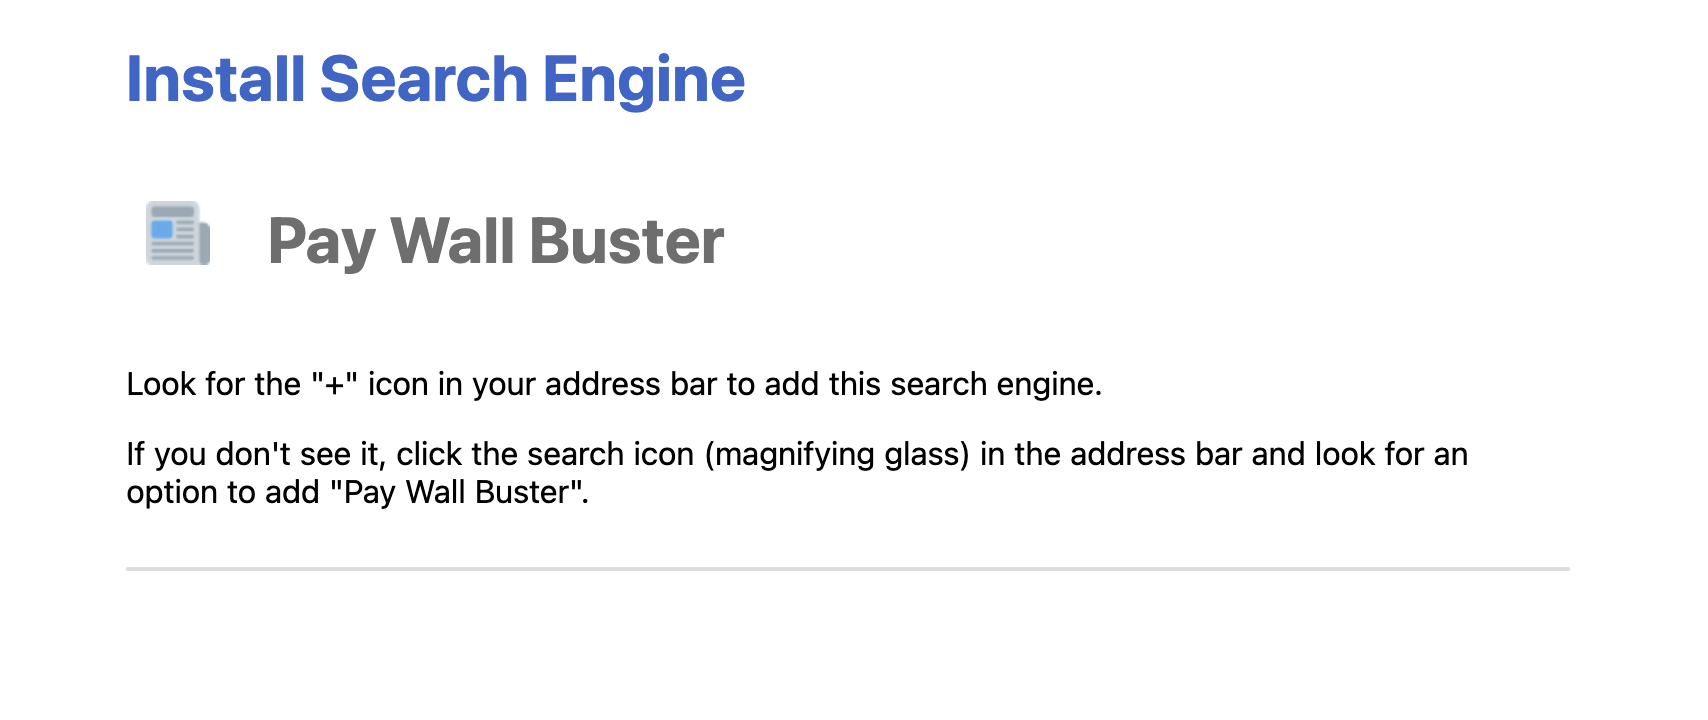 Install Search Engine
Pay Wall Buster
Look for the "+" icon in your address bar to add this search engine.
If you don't see it, click the search icon (magnifying glass) in the address bar and look for an
option to add "Pay Wall Buster".